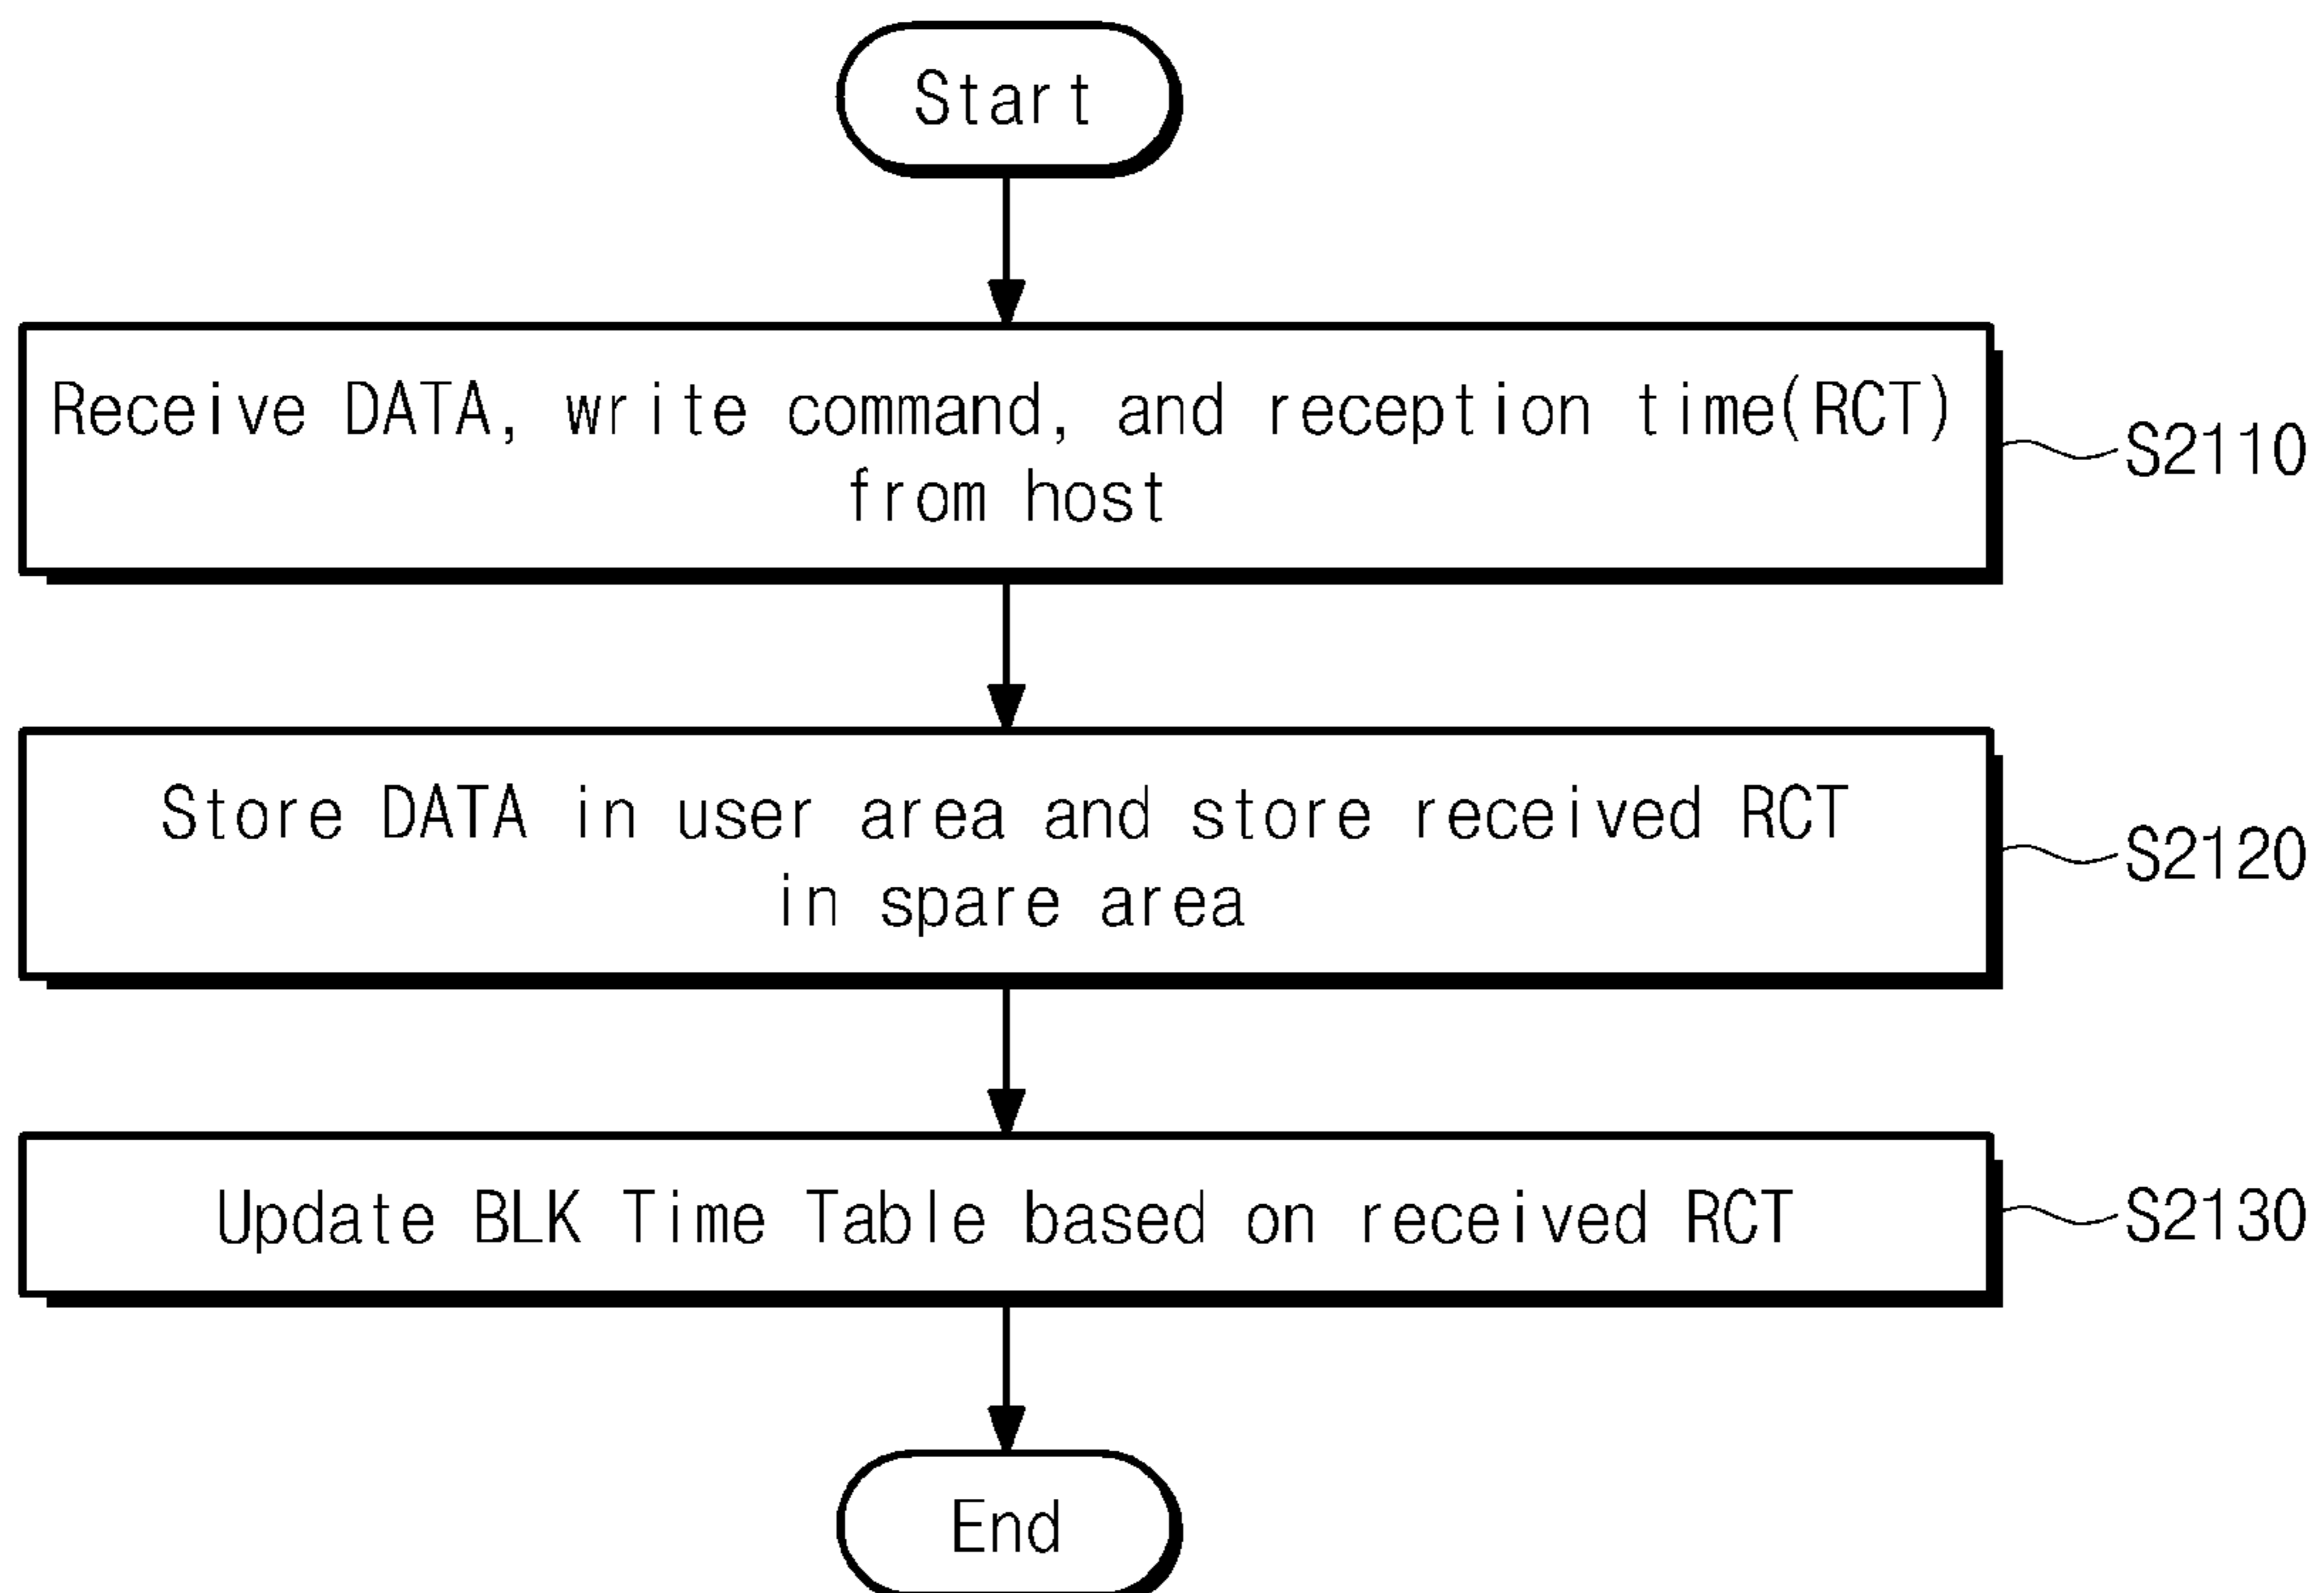 Start
Receive DATA, write command, and reception time(RCT)
from host
S2110
Store DATA in user area and store received RCT
in spare area
S2120
Update BLK Time Table based on received RCT
S2130
End